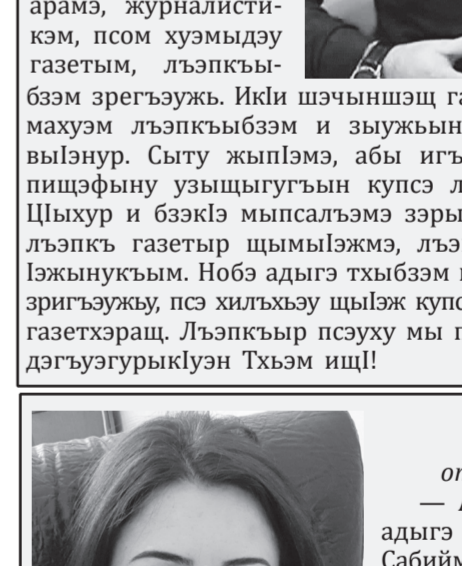 арамэ, журналисти-
кэм, псом хуэмыдэу
газетым, лъэпкъы-
бзэм зрегъэужь. ИкIи шэчыншэщ
махуэм лъэпкъыбзэм и зыужьын
выIэнур. Сыту жыпIэмэ, абы
пищэфыну узыщыгугъын купсэ
ЦIыхур и бзэкIэ мыпсалъэмэ
лъэпкъ газетыр щымыIэжмэ,
Iэжынукъым. Нобэ адыгэ тхыбзэм
зригъэужьу, псэ хилъхьэу щыIэж
газетхэращ. Лъэпкъыр псэуху мы
дэгъуэгурыкIуэн Тхьэм ищI!
—
адыгэ